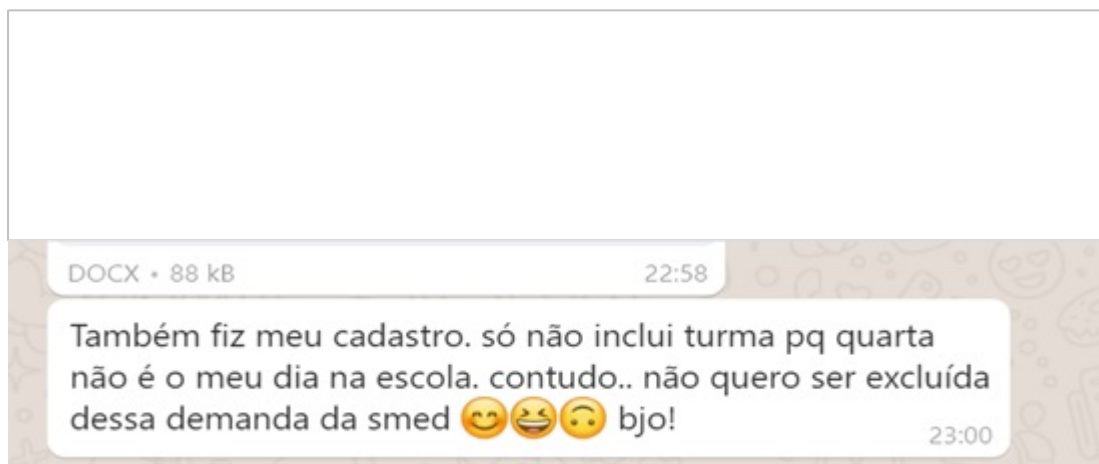 DOCX • 88 kB 22:58
Também fiz meu cadastro. só não inclui turma pq quarta
não é o meu dia na escola. contudo.. não quero ser excluída
dessa demanda da smed 😊😆🙃 bjo!
23:00